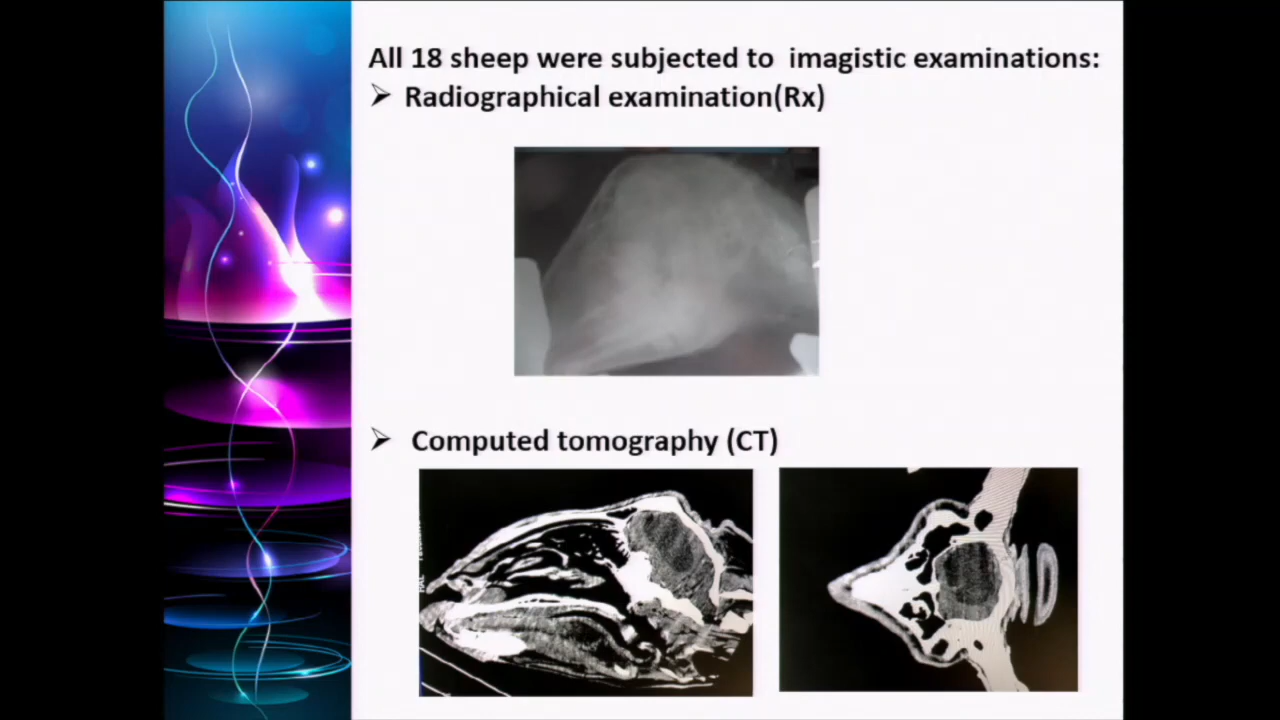 All 18 sheep were subjected to imagistic examinations:
➢ Radiographical examination(Rx)
➢ Computed tomography (CT)